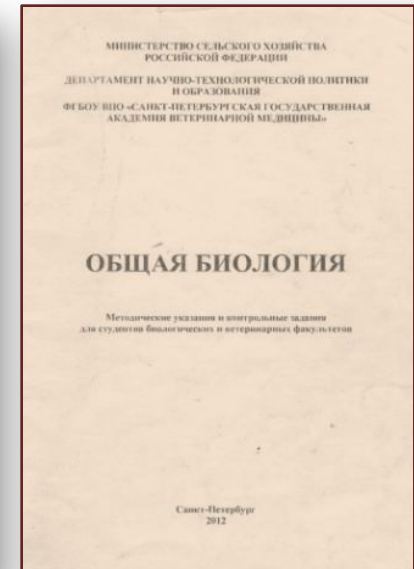 МИНИСТЕРСТВО СЕЛЬСКОГО ХОЗЯЙСТВА
РОССИЙСКОЙ ФЕДЕРАЦИИ
ДЕПАРТАМЕНТ НАУЧНО-ТЕХНОЛОГИЧЕСКОЙ ПОЛИТИКИ
И ОБРАЗОВАНИЯ
ФГБОУ ВПО «САНКТ-ПЕТЕРБУРГСКАЯ ГОСУДАРСТВЕННАЯ
АКАДЕМИЯ ВЕТЕРИНАРНОЙ МЕДИЦИНЫ»
ОБЩАЯ БИОЛОГИЯ
Методические указания и контрольные задания
для студентов биологических и ветеринарных факультетов
Санкт-Петербург
2012